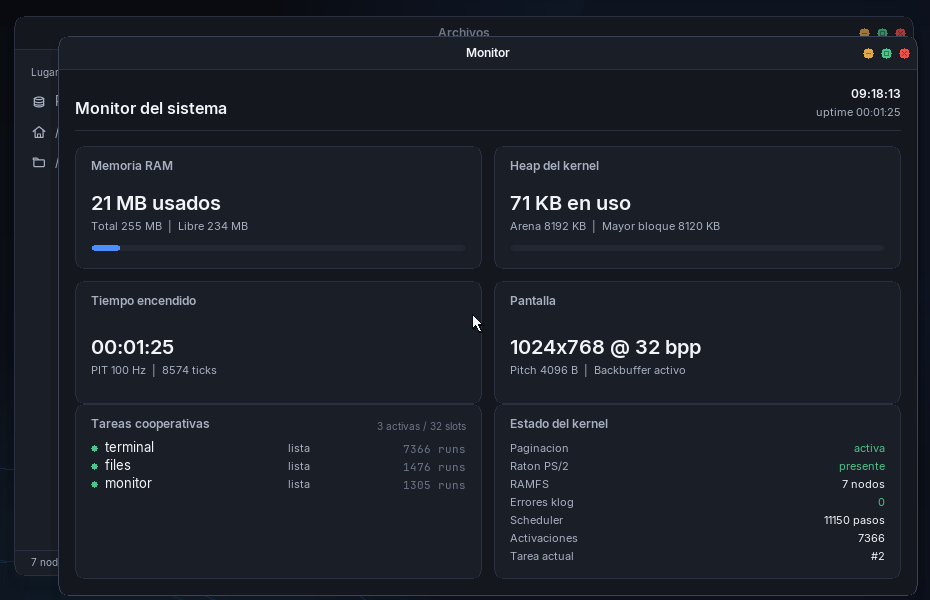 Archivos
Monitor
Lugar
Monitor del sistema
09:18:13
uptime 00:01:25
Memoria RAM
21 MB usados
Total 255 MB | Libre 234 MB
Heap del kernel
71 KB en uso
Arena 8192 KB | Mayor bloque 8120 KB
Tiempo encendido
00:01:25
PIT 100 Hz | 8574 ticks
Pantalla
1024x768 @ 32 bpp
Pitch 4096 B | Backbuffer activo
Tareas cooperativas 3 activas / 32 slots
terminal lista 7366 runs
files lista 1476 runs
monitor lista 1305 runs
Estado del kernel
Paginacion activa
Raton PS/2 presente
RAMFS 7 nodos
Errores klog 0
Scheduler 11150 pasos
Activaciones 7366
Tarea actual #2
7 nod